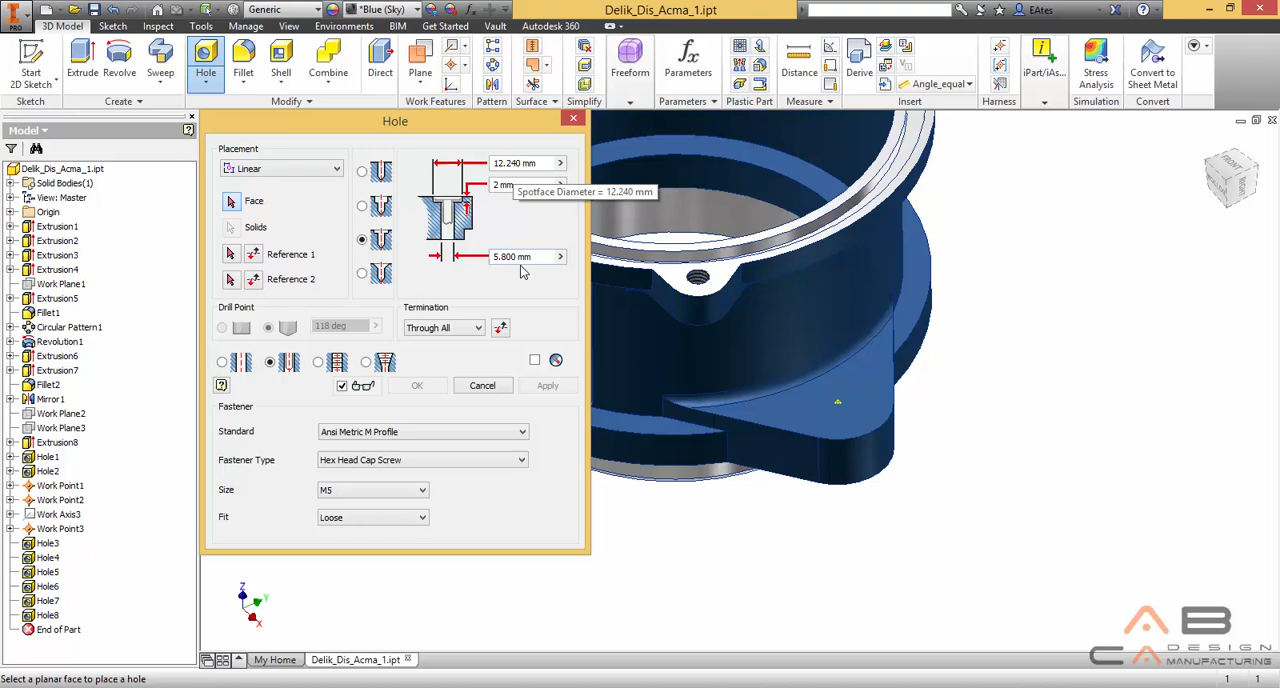 Generic
*Blue (Sky)
Delik_Dis_Acma_1.ipt
EAtes
PRO
3D Model
Sketch
Inspect
Tools
Manage
View
Environments
BIM
Get Started
Vault
Autodesk 360
Start
2D Sketch
Extrude
Revolve
Sweep
Hole
Fillet
Shell
Combine
Direct
Plane
Freeform
Parameters
Distance
Derive
Angle_equal
iPart/iAs...
Stress
Analysis
Convert to
Sheet Metal
Sketch
Create
Modify
Work Features
Pattern
Surface
Simplify
Parameters
Plastic Part
Measure
Insert
Harness
Simulation
Convert
Model
Delik_Dis_Acma_1.ipt
Solid Bodies(1)
View: Master
Origin
Extrusion1
Extrusion2
Extrusion3
Extrusion4
Work Plane1
Extrusion5
Fillet1
Circular Pattern1
Revolution1
Extrusion6
Extrusion7
Fillet2
Mirror1
Work Plane2
Work Plane3
Extrusion8
Hole1
Hole2
Work Point1
Work Point2
Work Axis3
Work Point3
Hole3
Hole4
Hole5
Hole6
Hole7
Hole8
End of Part
Hole
Placement
Linear
Face
Solids
Reference 1
Reference 2
12.240 mm
2 mm
Spotface Diameter = 12.240 mm
5.800 mm
Drill Point
118 deg
Termination
Through All
OK
Cancel
Apply
Fastener
Standard
Ansi Metric M Profile
Fastener Type
Hex Head Cap Screw
Size
M5
Fit
Loose
FRONT
RIGHT
Z
Y
X
AB
CA
DESIGN
MANUFACTURING
My Home
Delik_Dis_Acma_1.ipt
Select a planar face to place a hole
1
1